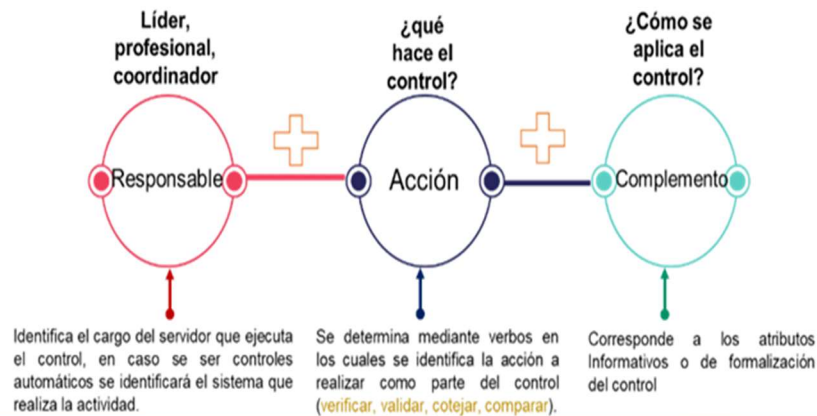 Líder,
profesional,
coordinador
¿qué
hace el
control?
¿Cómo se
aplica el
control?
Responsable
Acción
Complemento
Identifica el cargo del servidor que ejecuta
el control, en caso se ser controles
automáticos se identificará el sistema que
realiza la actividad.
Se determina mediante verbos en
los cuales se identifica la acción a
realizar como parte del control
(verificar, validar, cotejar, comparar).
Corresponde a los atributos
Informativos o de formalización
del control